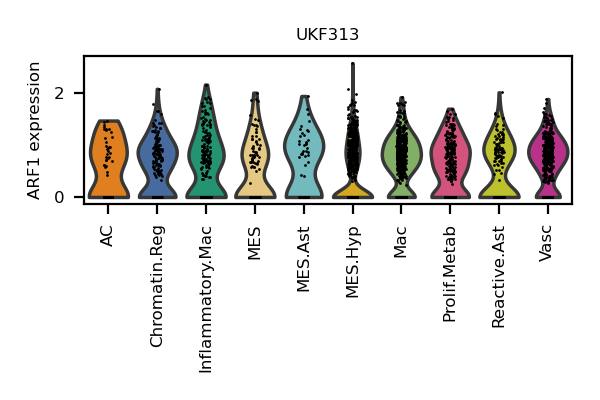 UKF313
ARF1 expression
2
0
AC
Chromatin.Reg
Inflammatory.Mac
MES
MES.Ast
MES.Hyp
Mac
Prolif.Metab
Reactive.Ast
Vasc